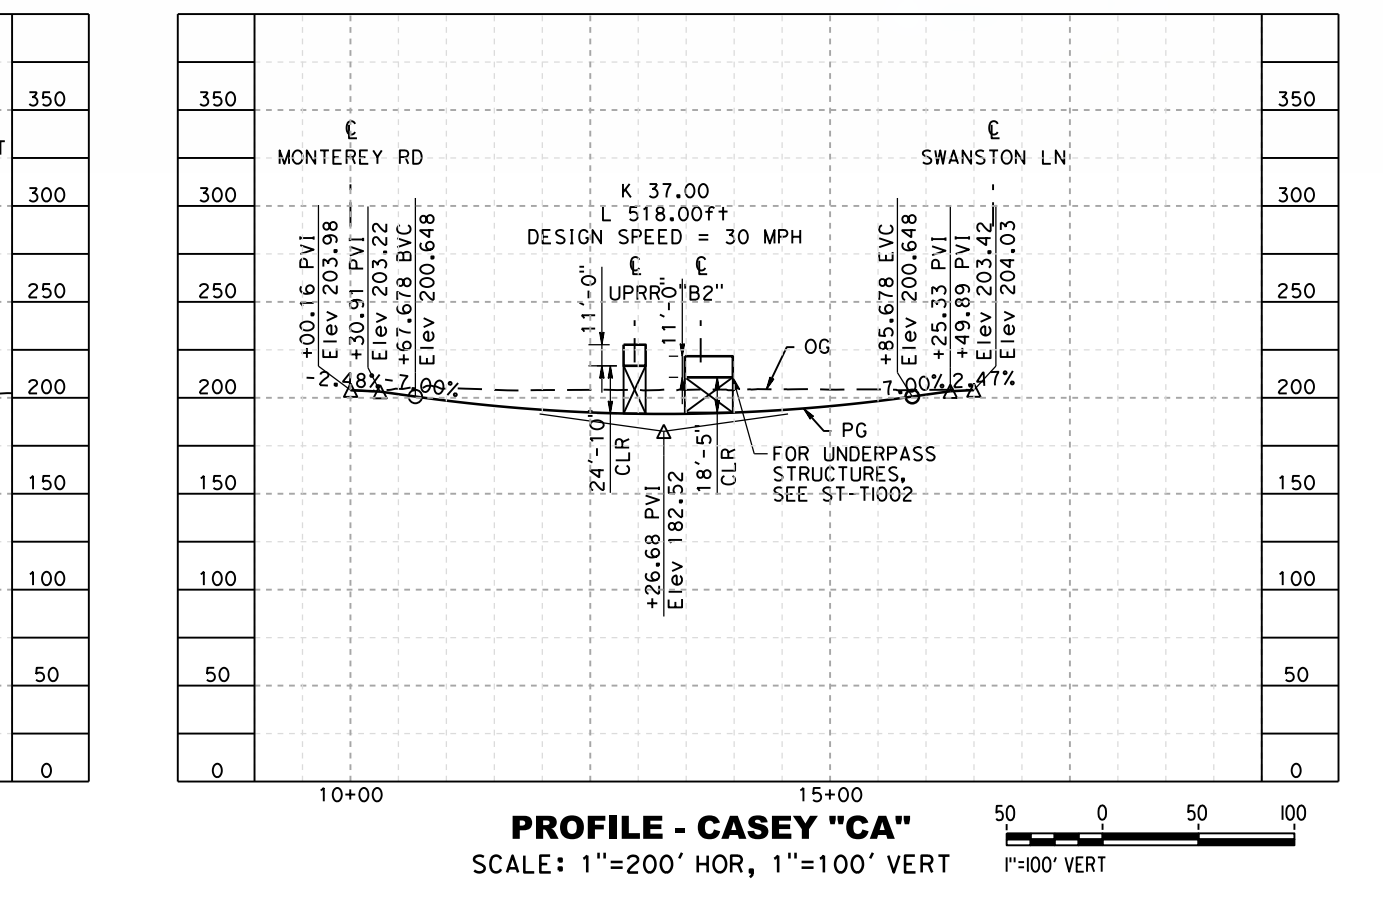 T
350
300
250
200
150
100
50
0
350
300
250
200
150
100
50
0
℄
MONTEREY RD
℄
SWANSTON LN
K 37.00
L 518.00ft
DESIGN SPEED = 30 MPH
℄ ℄
UPRR "B2"
11'-0"
11'-0"
+00.16 PVI
Elev 203.98
+30.91 PVI
Elev 203.22
+67.678 BVC
Elev 200.648
+85.678 EVC
Elev 200.648
+25.33 PVI
+49.89 PVI
Elev 203.42
Elev 204.03
OG
-2.48%
-7.00%
7.00%
2.47%
PG
24'-10"
CLR
18'-5"
CLR
FOR UNDERPASS
STRUCTURES,
SEE ST-T1002
+26.68 PVI
Elev 182.52
350
300
250
200
150
100
50
0
10+00 15+00
PROFILE - CASEY "CA"
SCALE: 1"=200' HOR, 1"=100' VERT
50 0 50 100
1"=100' VERT